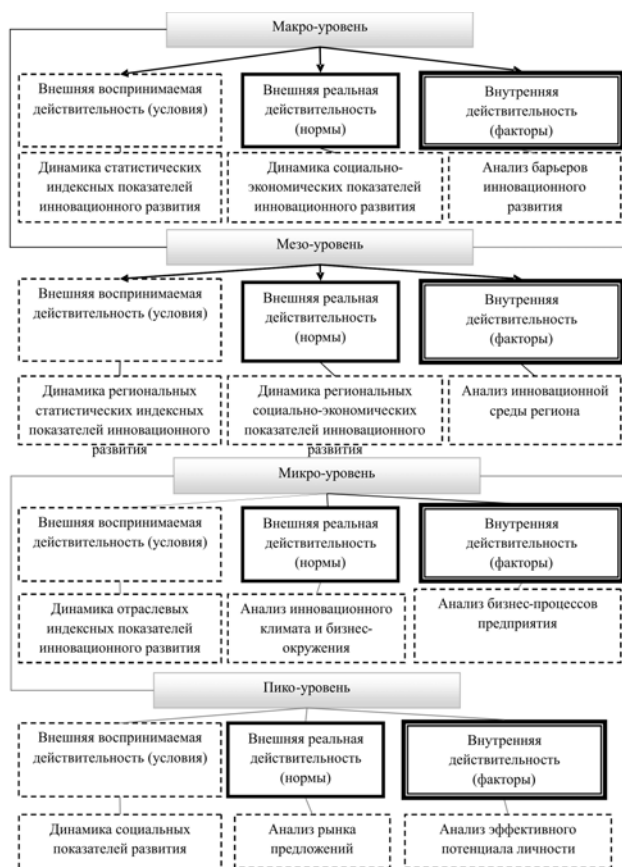 Макро-уровень
Внешняя воспринимаемая
действительность (условия)
Внешняя реальная
действительность
(нормы)
Внутренняя
действительность
(факторы)
Динамика статистических
индексных показателей
инновационного развития
Динамика социально-
экономических показателей
инновационного развития
Анализ барьеров
инновационного
развития
Мезо-уровень
Внешняя воспринимаемая
действительность (условия)
Внешняя реальная
действительность
(нормы)
Внутренняя
действительность
(факторы)
Динамика региональных
статистических индексных
показателей инновационного
развития
Динамика региональных
социально-экономических
показателей инновационного
развития
Анализ инновационной
среды региона
Микро-уровень
Внешняя воспринимаемая
действительность (условия)
Внешняя реальная
действительность
(нормы)
Внутренняя
действительность
(факторы)
Динамика отраслевых
индексных показателей
инновационного развития
Анализ инновационного
климата и бизнес-
окружения
Анализ бизнес-процессов
предприятия
Пико-уровень
Внешняя воспринимаемая
действительность (условия)
Внешняя реальная
действительность
(нормы)
Внутренняя
действительность
(факторы)
Динамика социальных
показателей развития
Анализ рынка
предложений
Анализ эффективного
потенциала личности